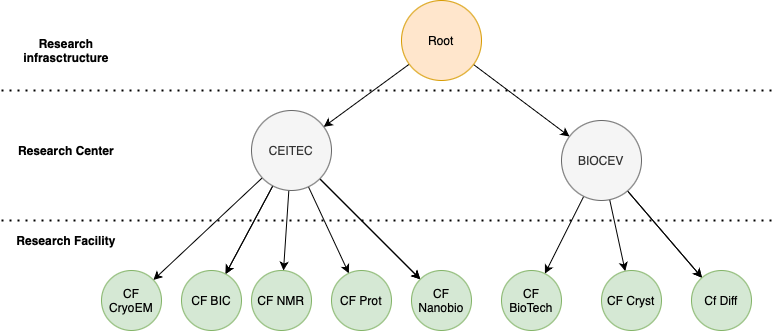 Research
infrasctructure
Root
Research Center
CEITEC
BIOCEV
Research Facility
CF
CryoEM
CF BIC
CF NMR
CF Prot
CF
Nanobio
CF
BioTech
CF Cryst
Cf Diff